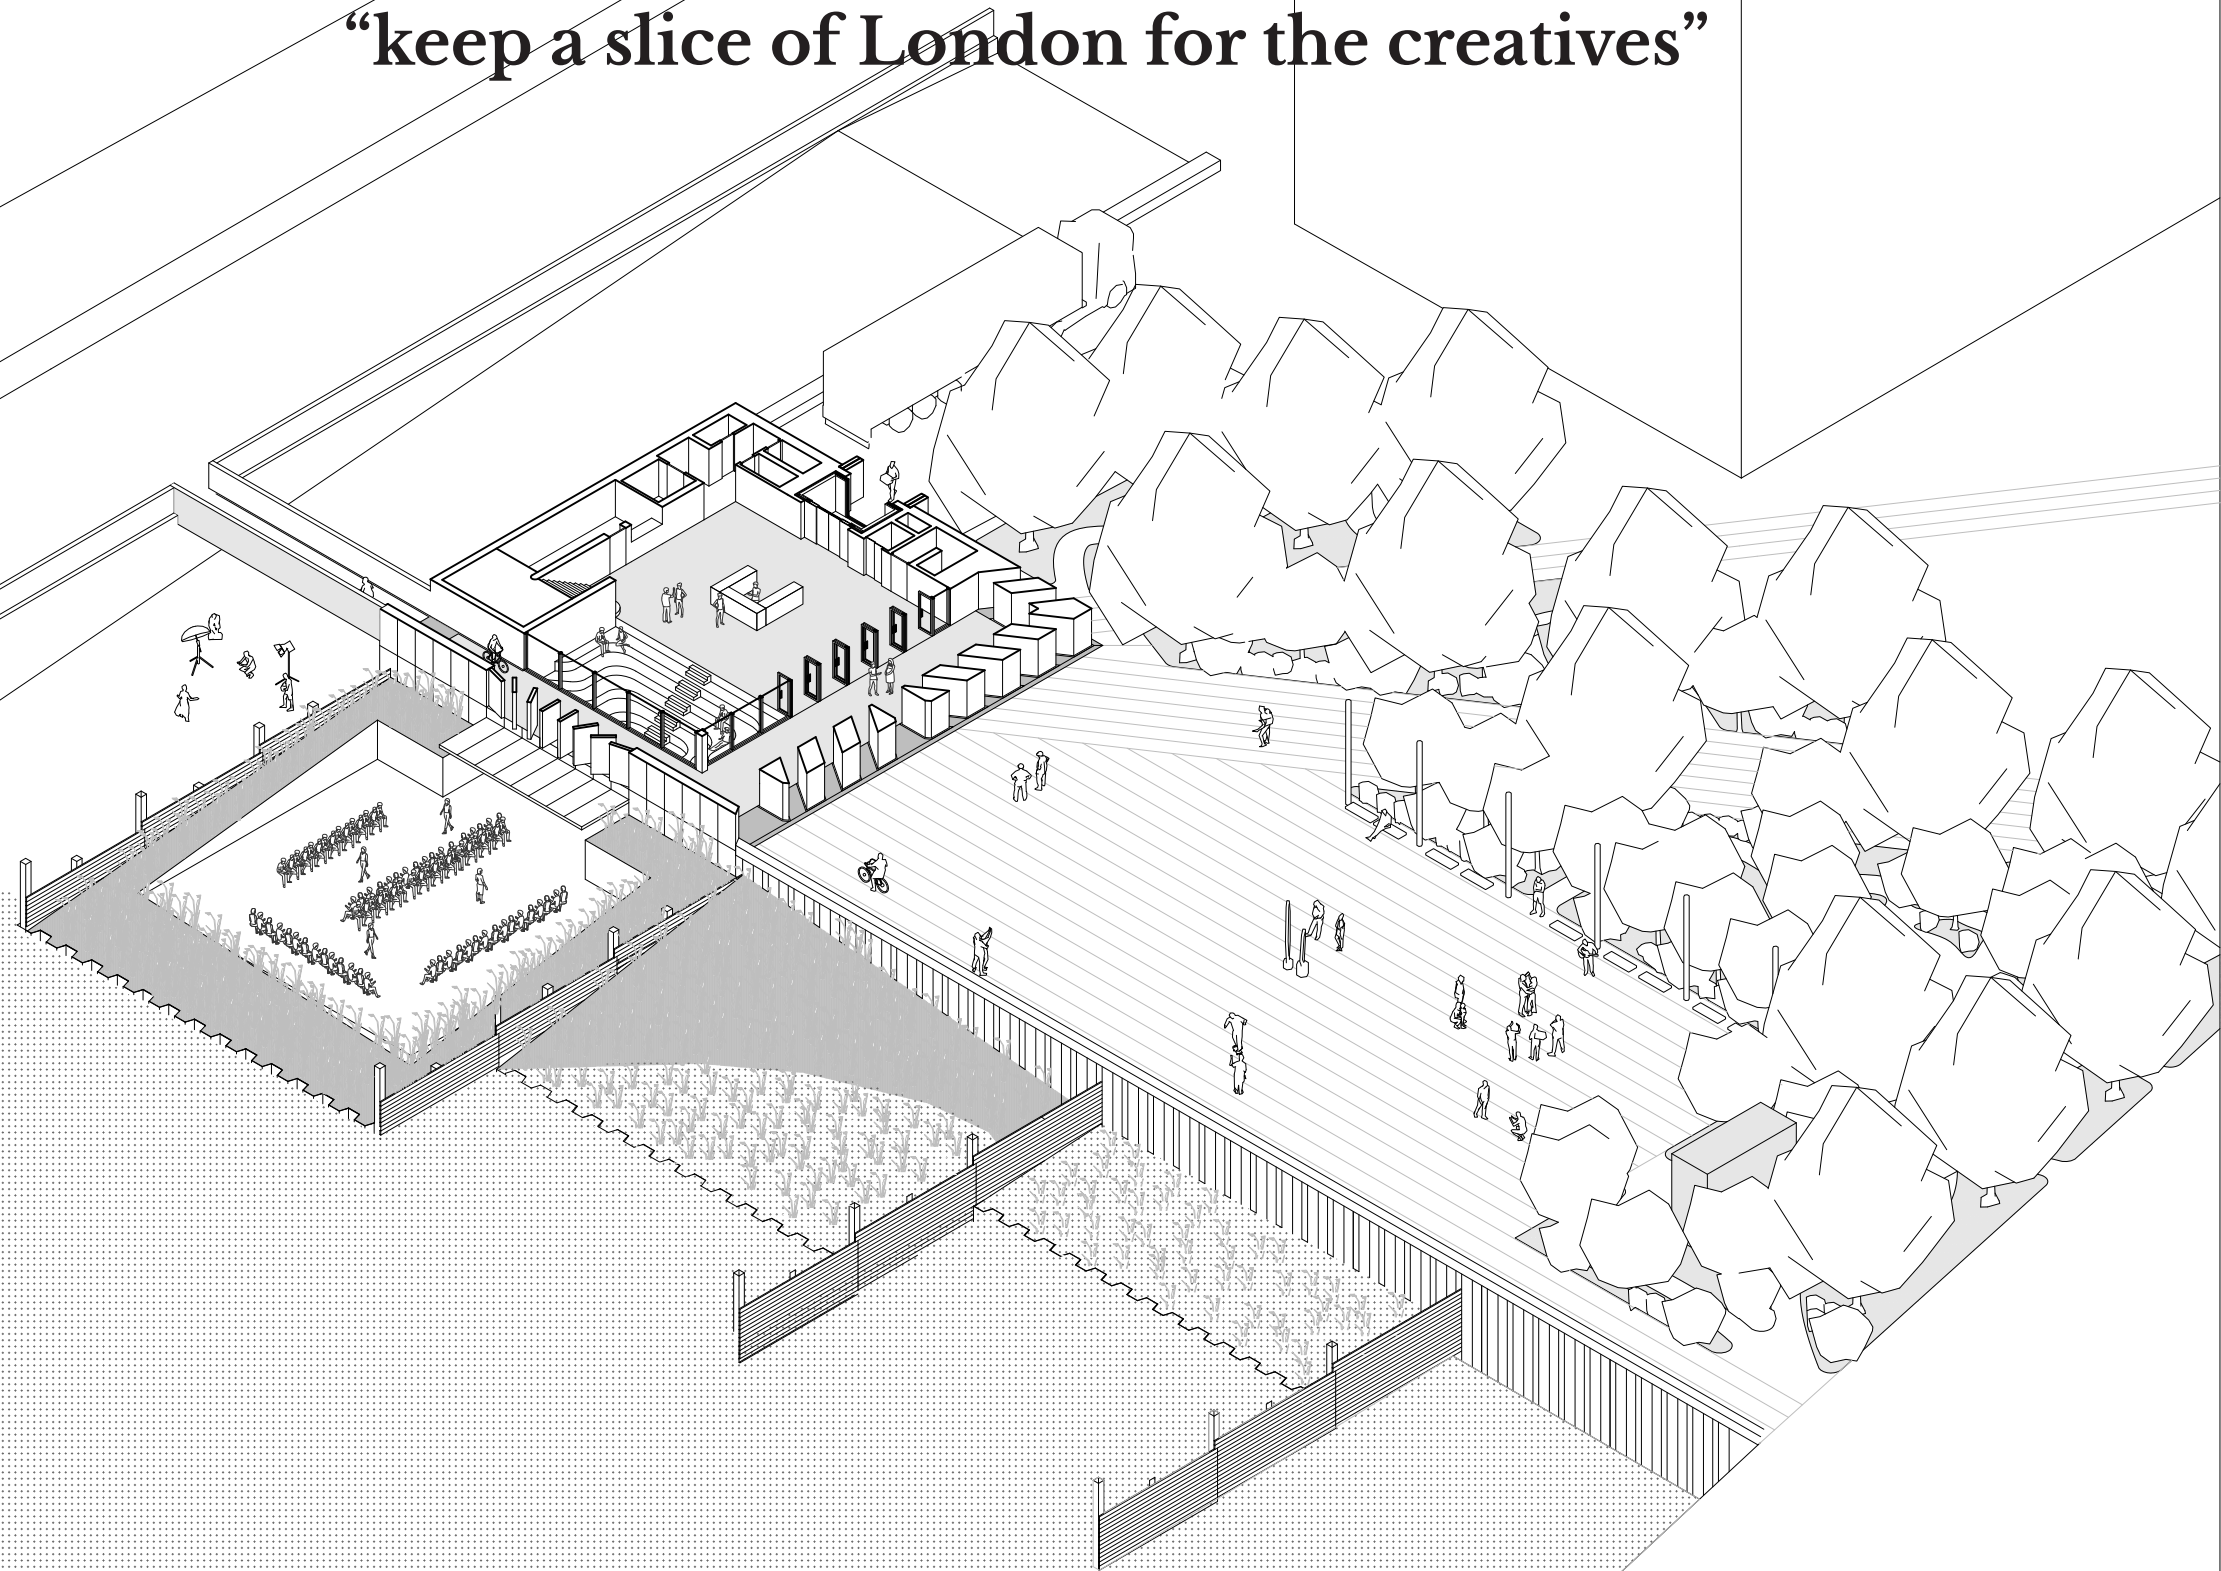 “keep a slice of London for the creatives”